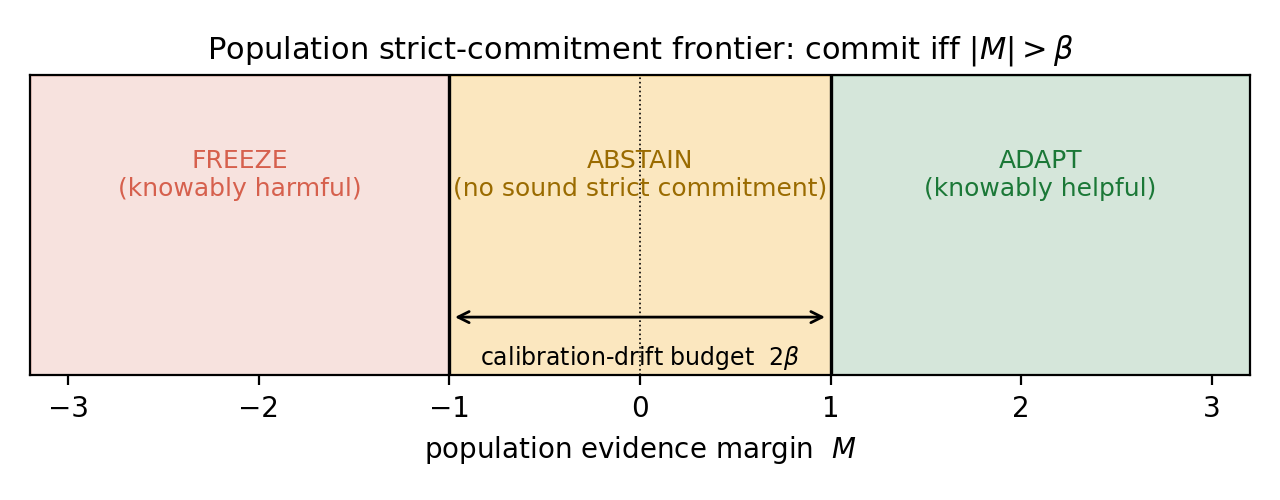 Population strict-commitment frontier: commit iff |M| > β
FREEZE
(knowably harmful)
ABSTAIN
(no sound strict commitment)
ADAPT
(knowably helpful)
calibration-drift budget 2β
−3
−2
−1
0
1
2
3
population evidence margin M